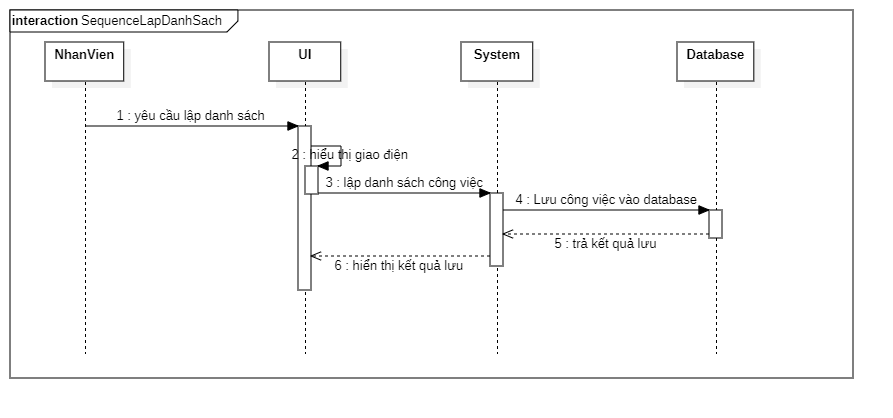 interaction SequenceLapDanhSach
NhanVien
UI
System
Database
1 : yêu cầu lập danh sách
2 : hiểu thị giao điện
3 : lập danh sách công việc
4 : Lưu công việc vào database
5 : trả kết quả lưu
6 : hiển thị kết quả lưu